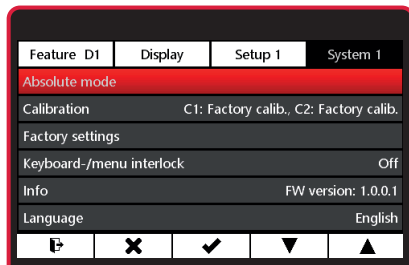 Feature D1 Display Setup 1 System 1
Absolute mode
Calibration C1: Factory calib., C2: Factory calib.
Factory settings
Keyboard-/menu interlock Off
Info FW version: 1.0.0.1
Language English